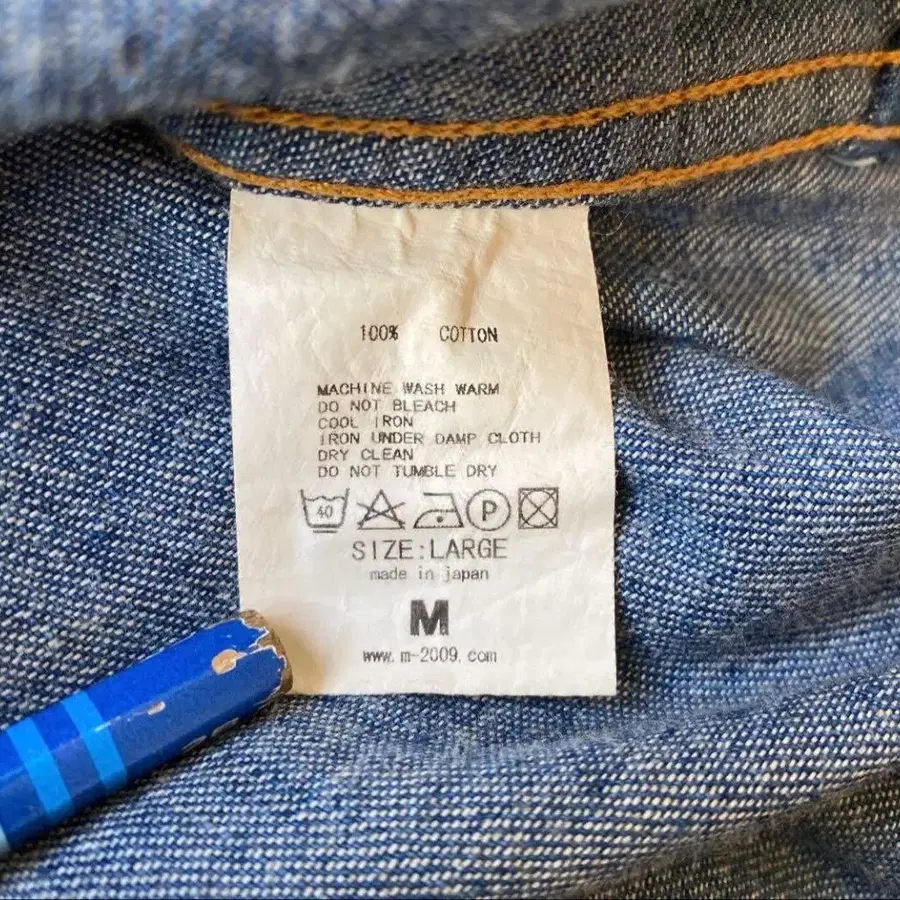 100% COTTON
MACHINE WASH WARM
DO NOT BLEACH
COOL IRON
IRON UNDER DAMP CLOTH
DRY CLEAN
DO NOT TUMBLE DRY
40 P
SIZE:LARGE
made in japan
M
www.m-2009.com